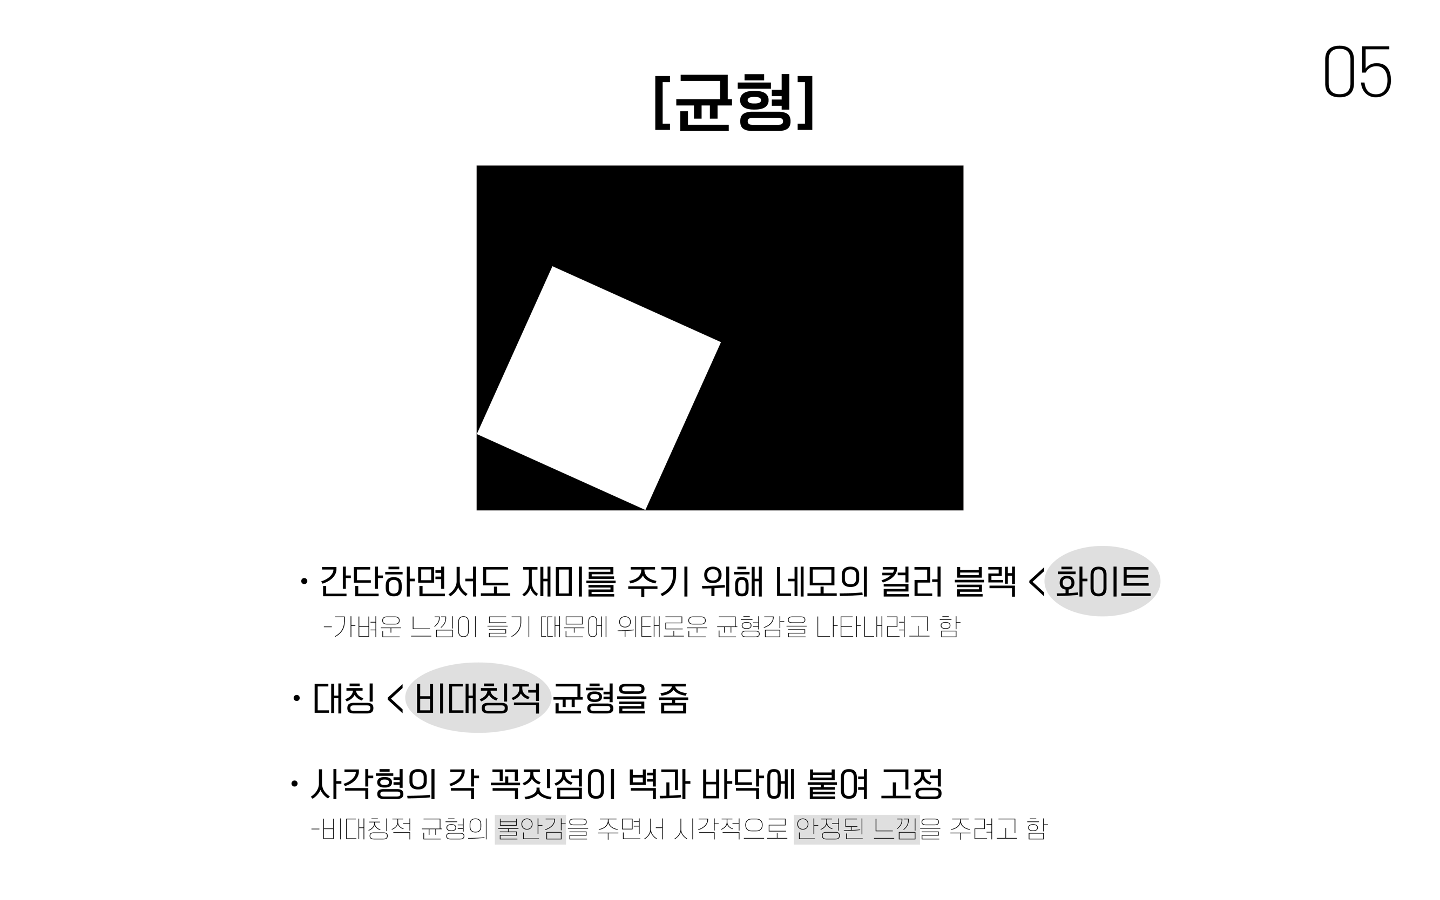 05
[균형]
• 간단하면서도 재미를 주기 위해 네모의 컬러 블랙 < 화이트
-가벼운 느낌이 들기 때문에 위태로운 균형감을 나타내려고 함
• 대칭 < 비대칭적 균형을 줌
• 사각형의 각 꼭짓점이 벽과 바닥에 붙여 고정
-비대칭적 균형의 불안감을 주면서 시각적으로 안정된 느낌을 주려고 함